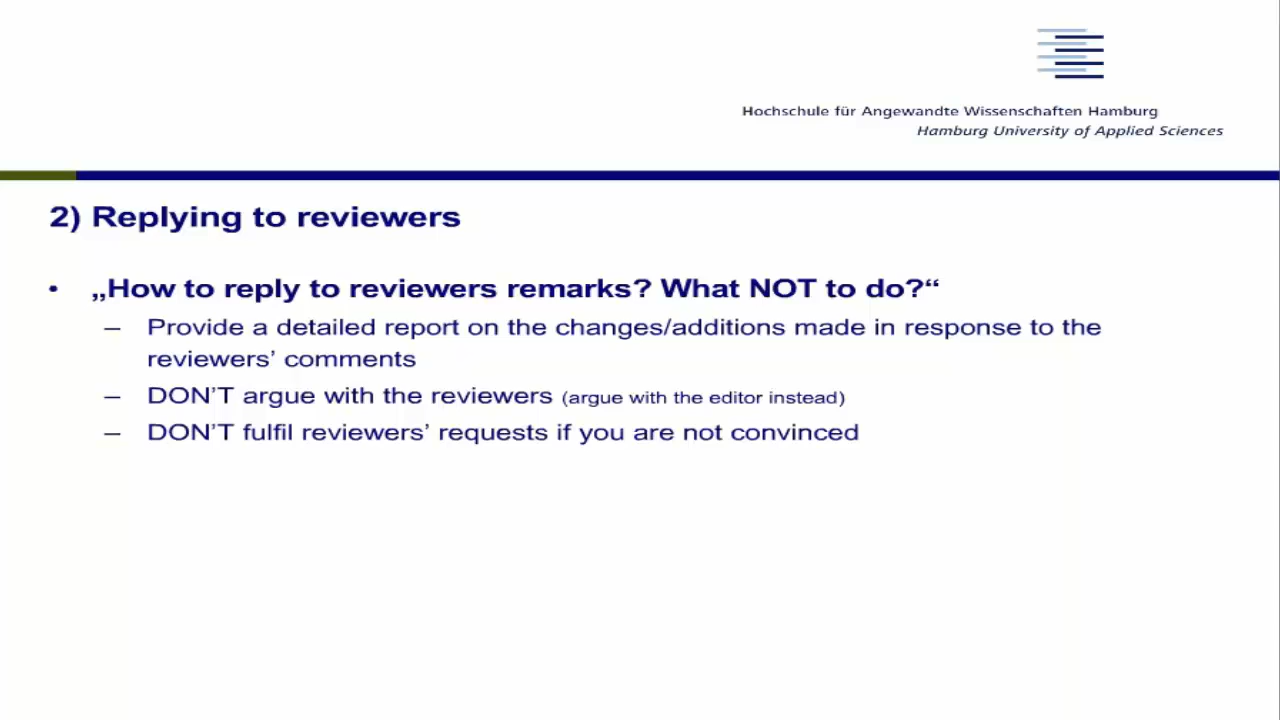 Hochschule für Angewandte Wissenschaften Hamburg
Hamburg University of Applied Sciences
2) Replying to reviewers
• „How to reply to reviewers remarks? What NOT to do?“
– Provide a detailed report on the changes/additions made in response to the
reviewers’ comments
– DON’T argue with the reviewers (argue with the editor instead)
– DON’T fulfil reviewers’ requests if you are not convinced